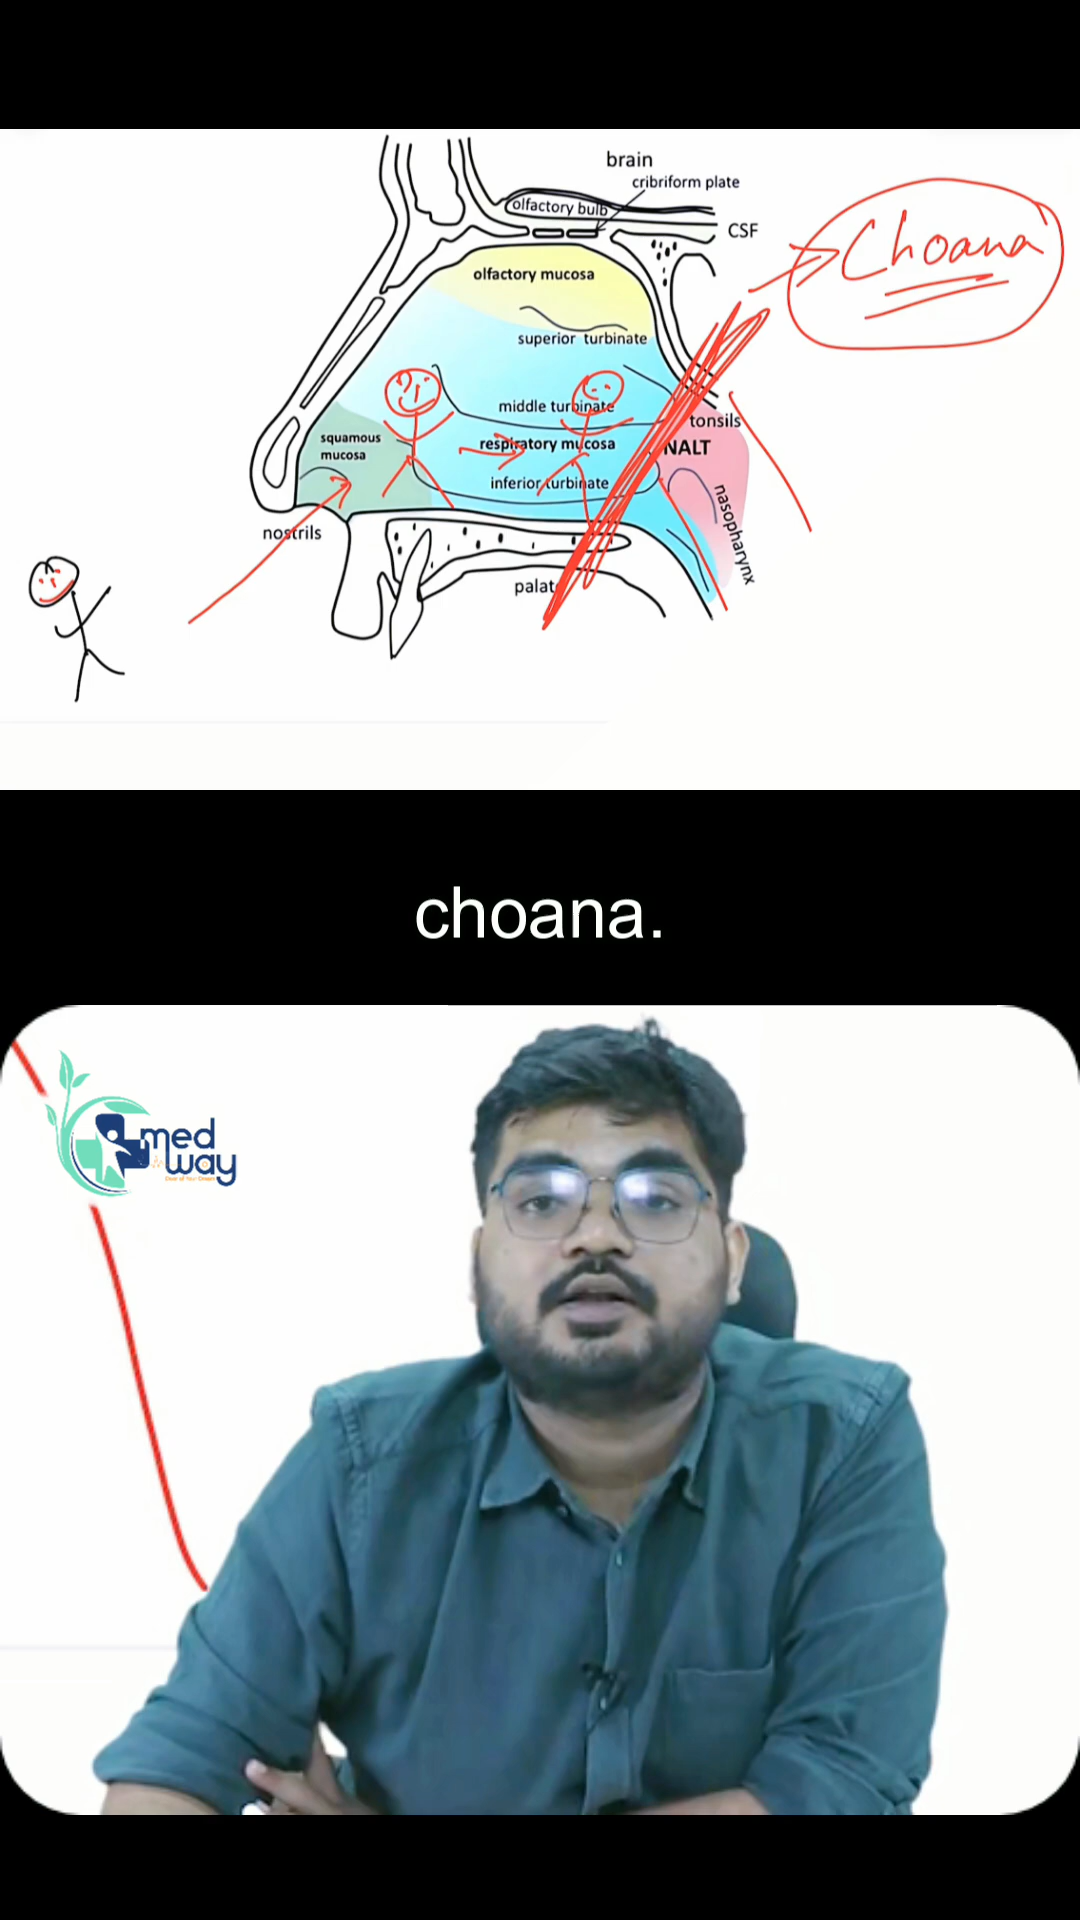 brain
cribriform plate
olfactory bulb
CSF
Choana
olfactory mucosa
superior turbinate
middle turbinate
tonsils
squamous
mucosa
respiratory mucosa
NALT
inferior turbinate
nasopharynx
nostrils
palat
choana.
med
way